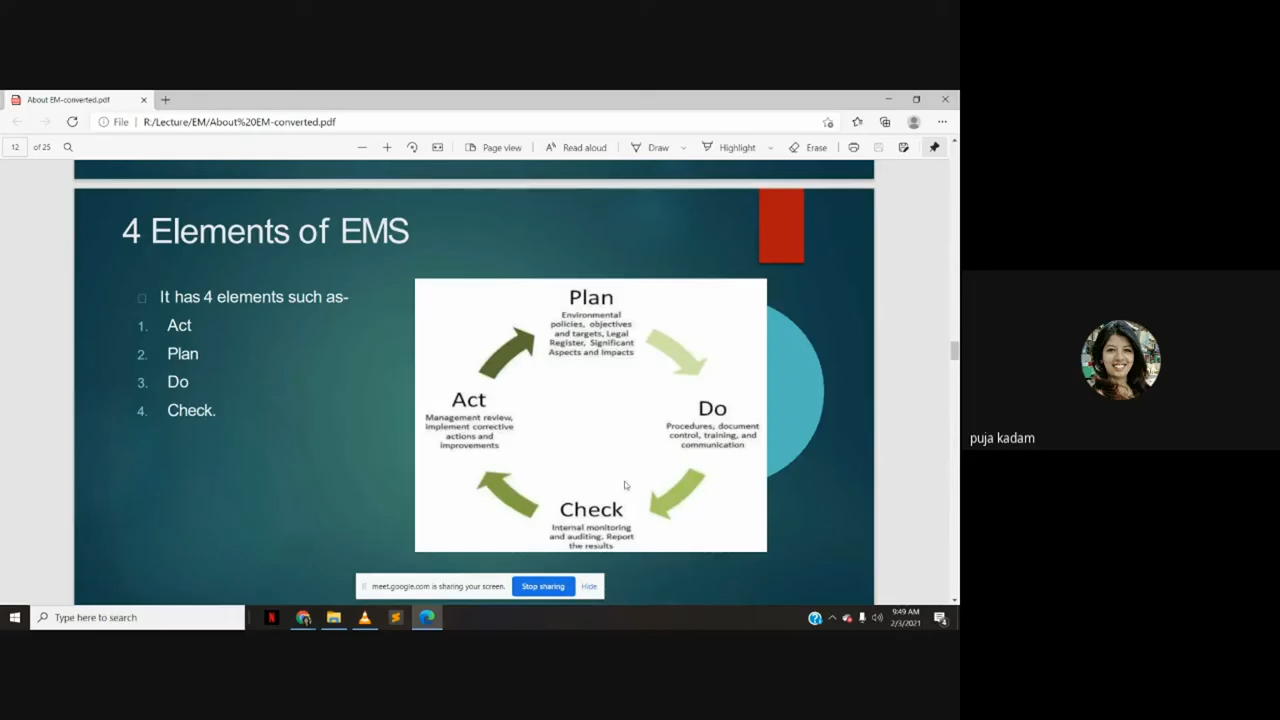 About EM-converted.pdf
File | R:/Lecture/EM/About%20EM-converted.pdf
12 of 25
Page view
Read aloud
Draw
Highlight
Erase
4 Elements of EMS
It has 4 elements such as-
1. Act
2. Plan
3. Do
4. Check.
Plan
Environmental
policies, objectives
and targets, Legal
Register, Significant
Aspects and Impacts
Do
Procedures, document
control, training, and
communication
Check
Internal monitoring
and auditing. Report
the results
Act
Management review,
implement corrective
actions and
improvements
meet.google.com is sharing your screen.
Stop sharing
Hide
Type here to search
9:49 AM
2/3/2021
4
puja kadam